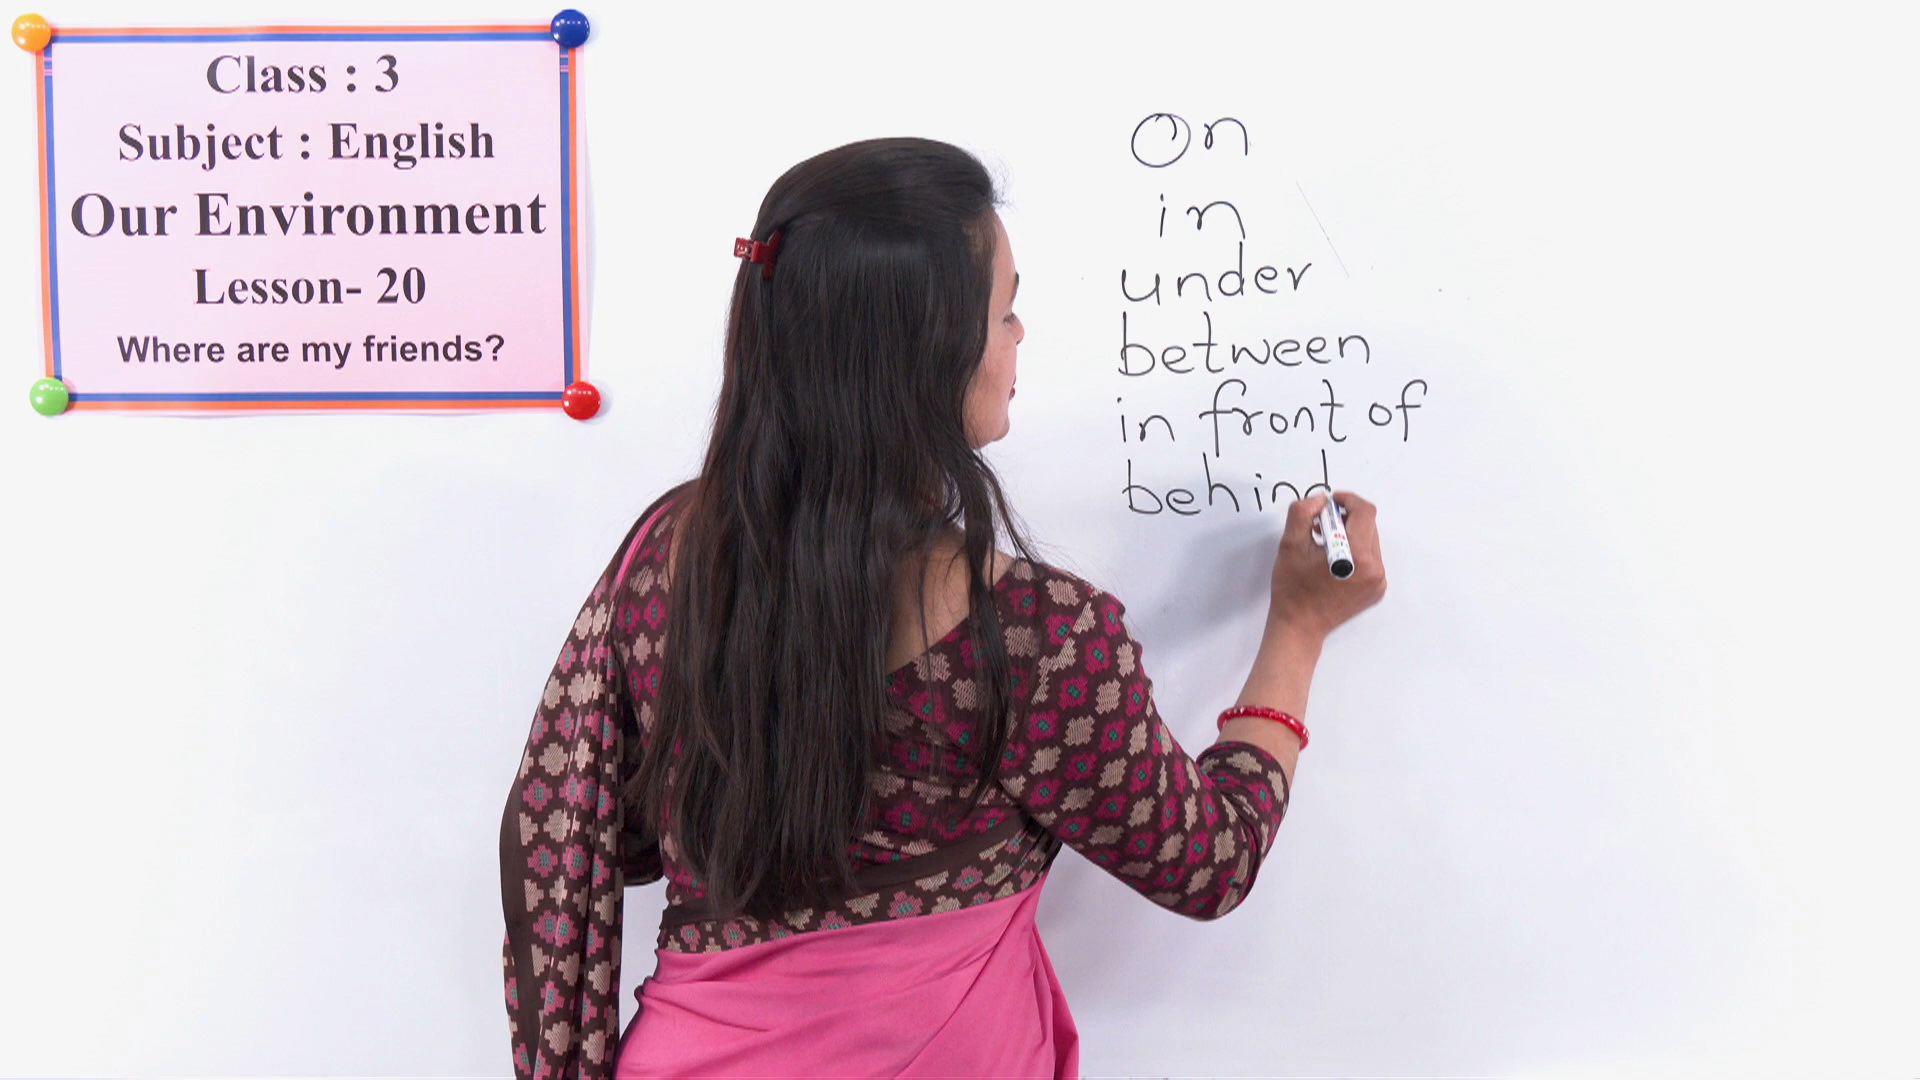 Class : 3
Subject : English
Our Environment
Lesson- 20
Where are my friends?
On
in
under
between
in front of
behind